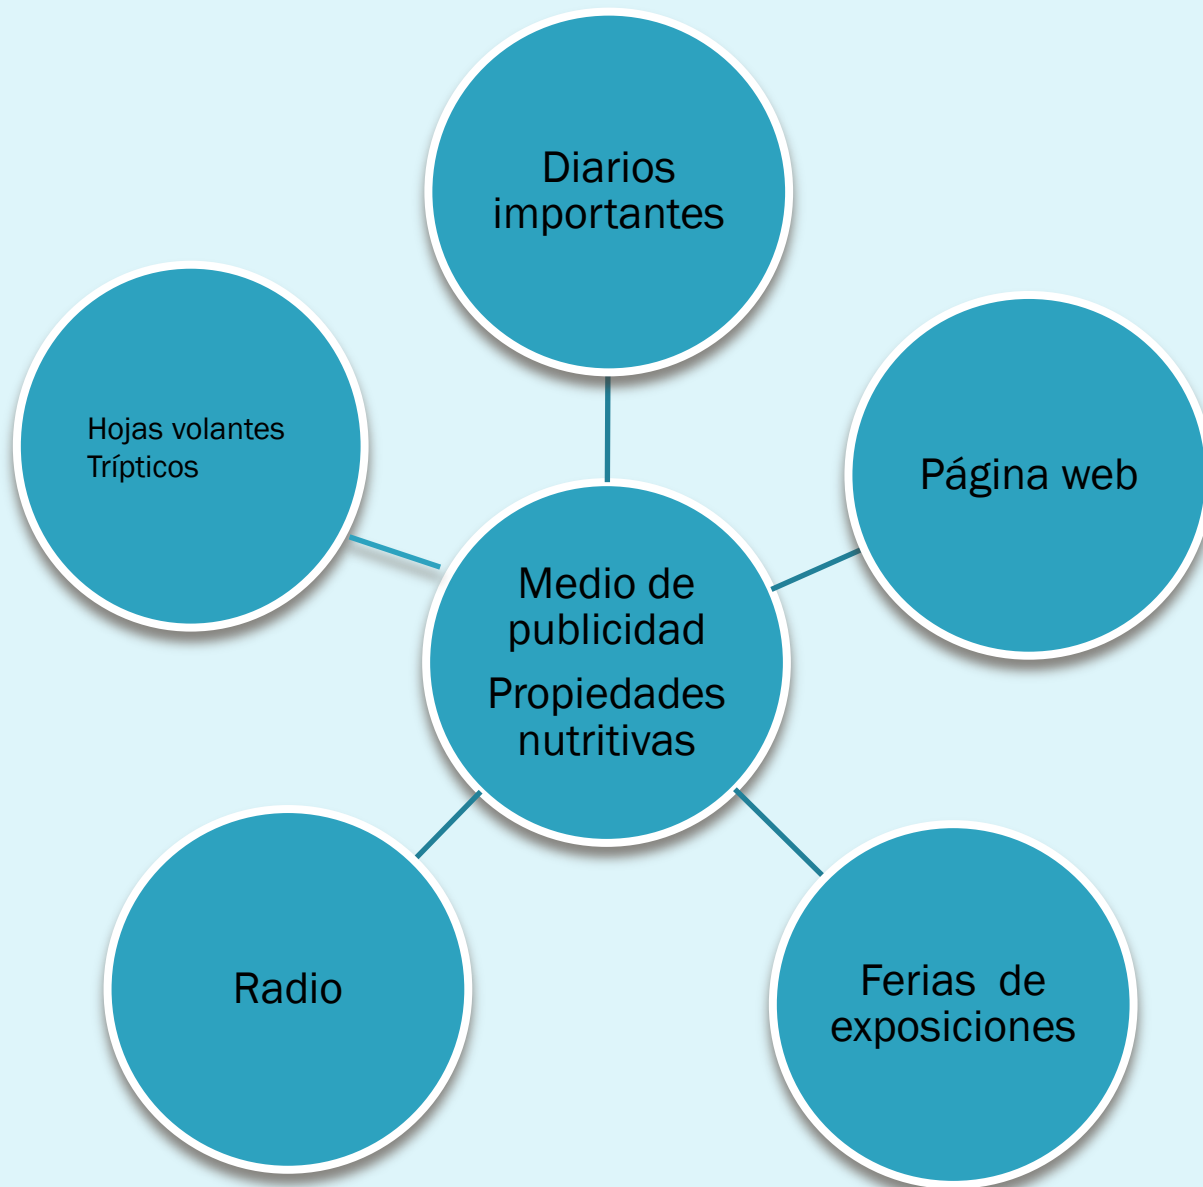 Diarios
importantes
Hojas volantes
Trípticos
Página web
Medio de
publicidad
Propiedades
nutritivas
Radio
Ferias de
exposiciones